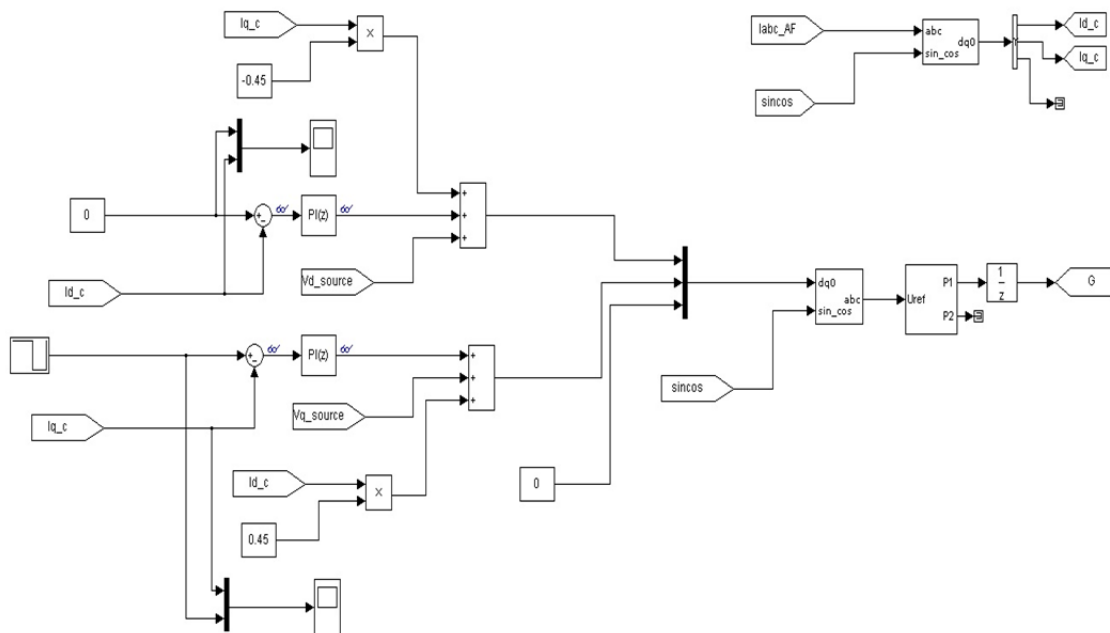 Iq_c
X
-0.45
Iabc_AF
abc
sin_cos
dq0
Id_c
Iq_c
sincos
0
+
-
PI(z)
+
+
+
Vd_source
Id_c
dq0
sin_cos
abc
Uref
P1
P2
1
z
G
+
-
PI(z)
+
+
+
Vq_source
sincos
Iq_c
Id_c
X
0
0.45